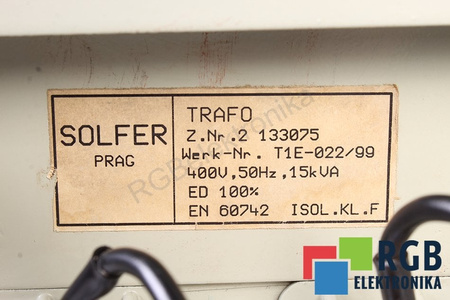 SOLFER
PRAG
TRAFO
Z.Nr.2 133075
Werk-Nr. T1E-022/99
400V,50Hz,15kVA
ED 100%
EN 60742 ISOL.KL.F
RGBelektronika
RGB
ELEKTRONIKA